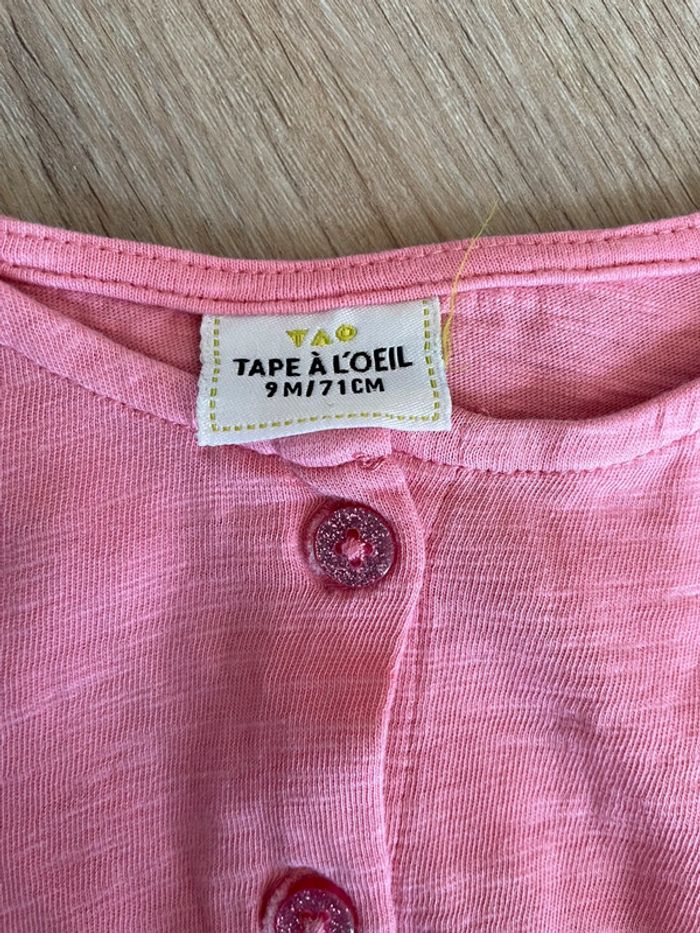 TAO
TAPE À L'OEIL
9M/71CM